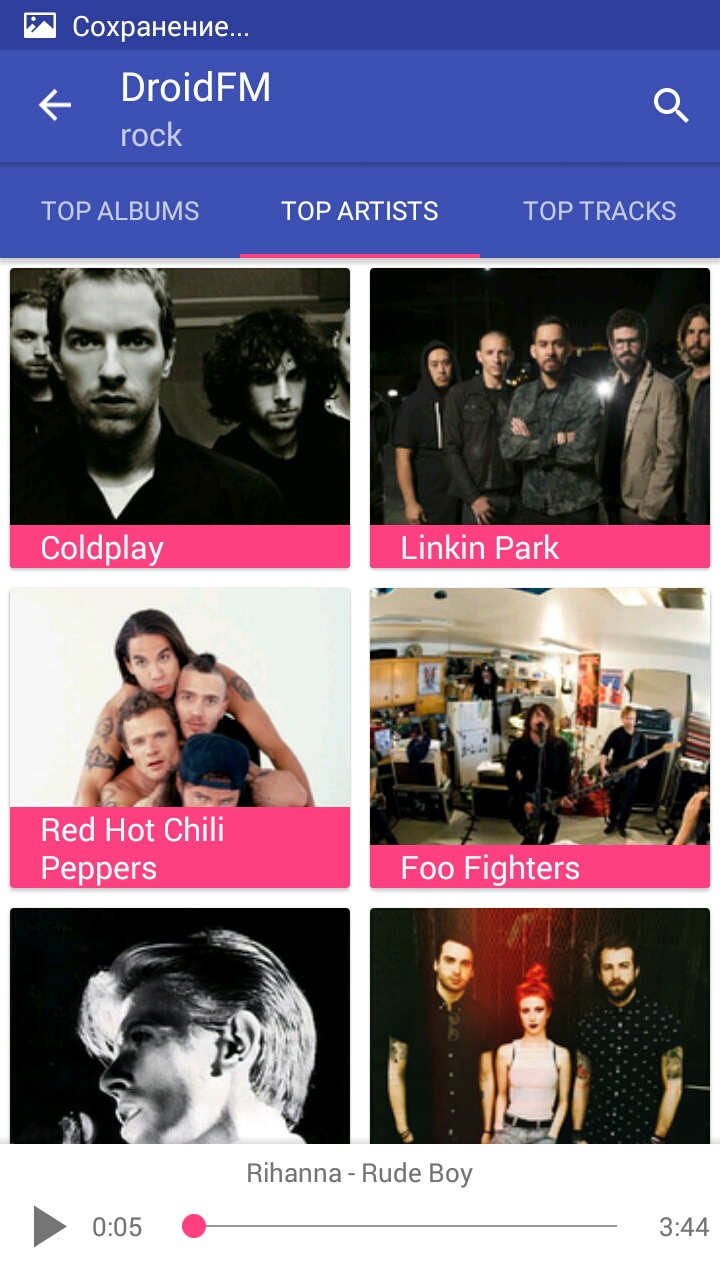 Сохранение...
DroidFM
rock
TOP ALBUMS
TOP ARTISTS
TOP TRACKS
Coldplay
Linkin Park
Red Hot Chili
Peppers
Foo Fighters
Rihanna - Rude Boy
0:05
3:44